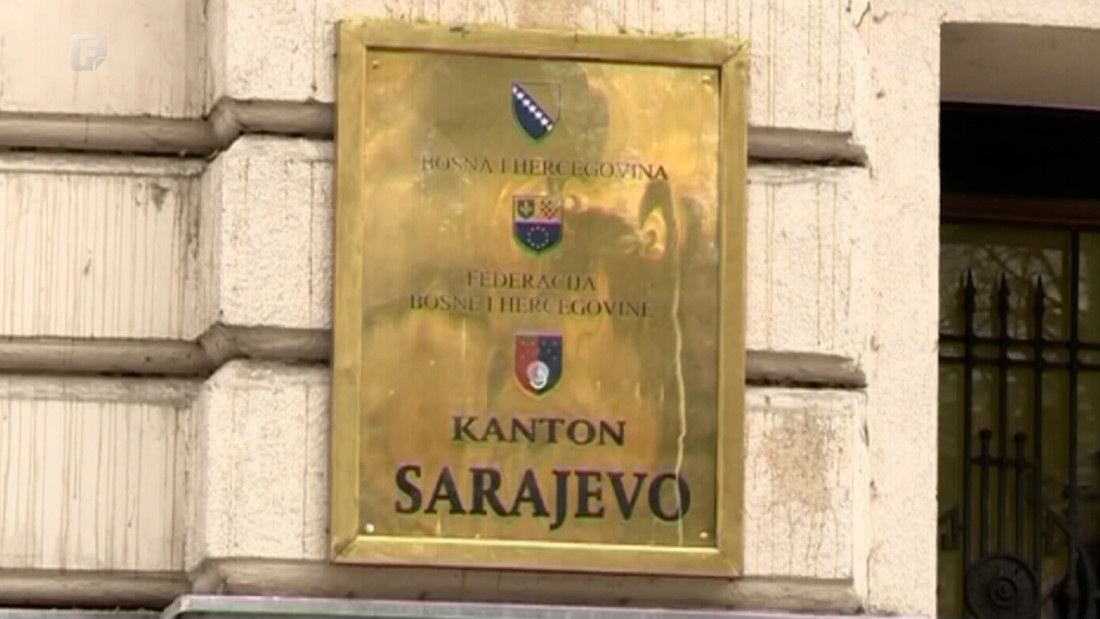 BOSNA I HERCEGOVINA
FEDERACIJA
BOSNE I HERCEGOVINE
KANTON
SARAJEVO